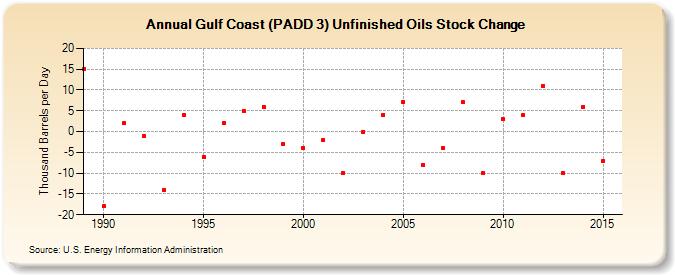 Annual Gulf Coast (PADD 3) Unfinished Oils Stock Change
Thousand Barrels per Day
20
15
10
5
0
-5
-10
-15
-20
1990 1995 2000 2005 2010 2015
Source: U.S. Energy Information Administration